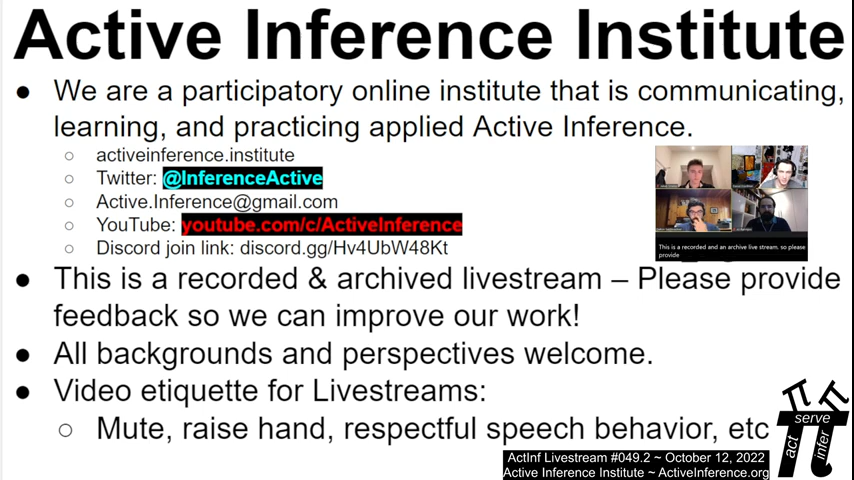 Active Inference Institute
● We are a participatory online institute that is communicating,
learning, and practicing applied Active Inference.
○ activeinference.institute
○ Twitter: @InferenceActive
○ Active.Inference@gmail.com
○ YouTube: youtube.com/c/ActiveInference
○ Discord join link: discord.gg/Hv4UbW48Kt
This is a recorded and an archive live stream. so please
provide
● This is a recorded & archived livestream – Please provide
feedback so we can improve our work!
● All backgrounds and perspectives welcome.
● Video etiquette for Livestreams:
○ Mute, raise hand, respectful speech behavior, etc
serve
act
infer
ActInf Livestream #049.2 ~ October 12, 2022
Active Inference Institute ~ ActiveInference.org